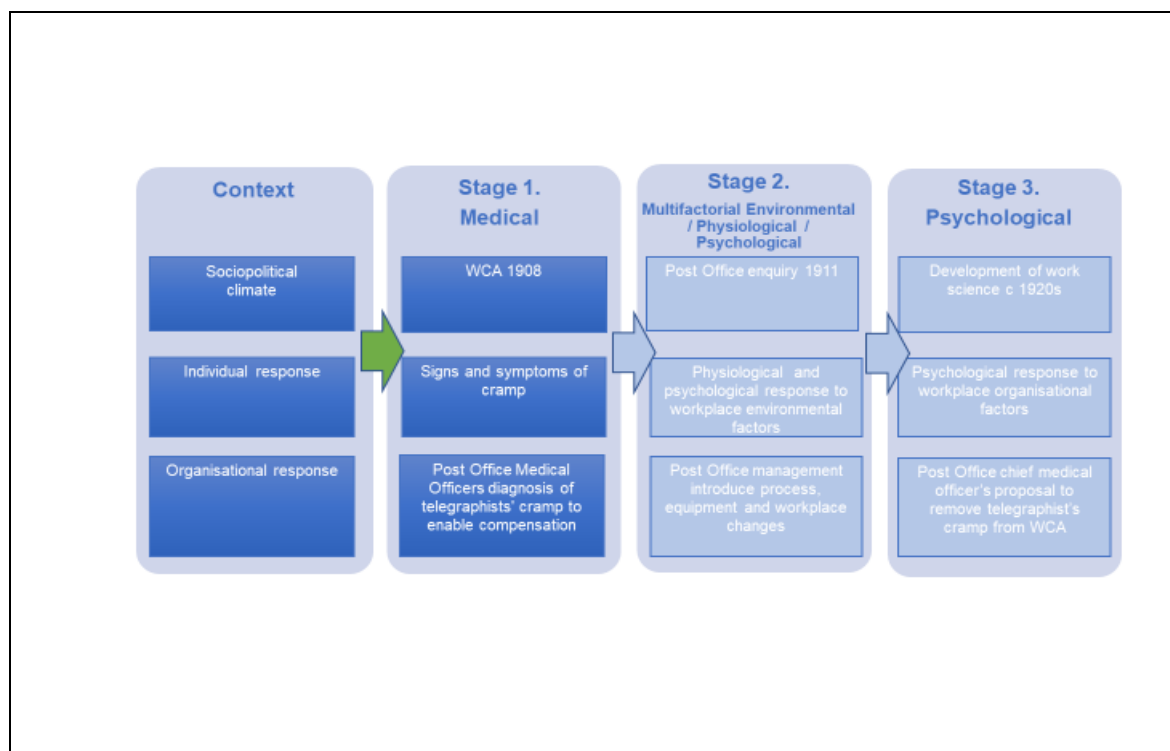 Context
Sociopolitical
climate
Individual response
Organisational response
Stage 1.
Medical
WCA 1908
Signs and symptoms of
cramp
Post Office Medical
Officers diagnosis of
telegraphists' cramp to
enable compensation
Stage 2.
Multifactorial Environmental
/ Physiological /
Psychological
Post Office enquiry 1911
Physiological and
psychological response to
workplace environmental
factors
Post Office management
introduce process,
equipment and workplace
changes
Stage 3.
Psychological
Development of work
science c 1920s
Psychological response to
workplace organisational
factors
Post Office chief medical
officer's proposal to
remove telegraphist's
cramp from WCA